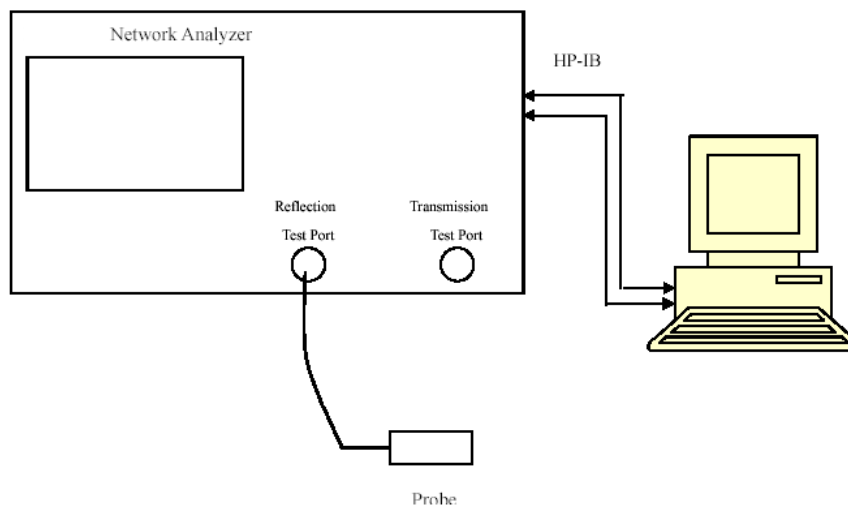 Network Analyzer
HP-IB
Reflection
Test Port
Transmission
Test Port
Probe